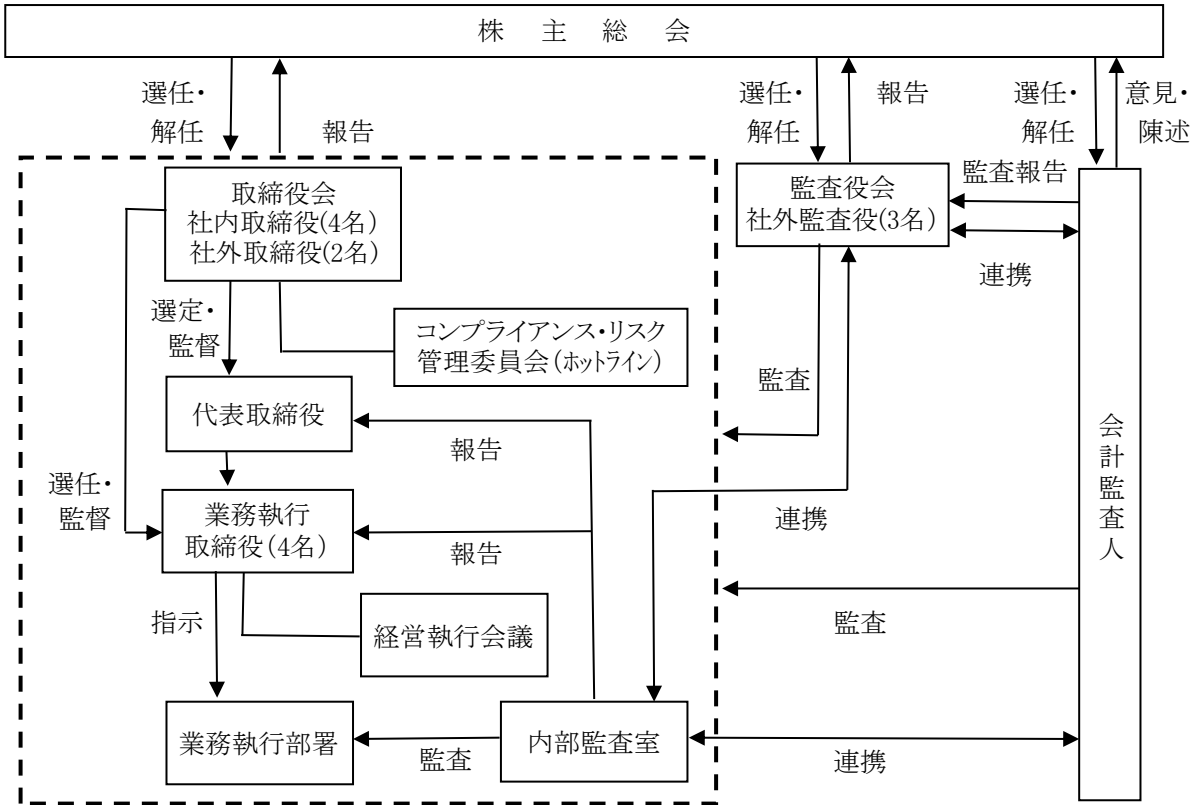 株主総会
選任・
解任
報告
選任・
解任
報告
選任・
解任
意見・
陳述
取締役会
社内取締役(4名)
社外取締役(2名)
監査役会
社外監査役(3名)
監査報告
連携
選定・
監督
コンプライアンス・リスク
管理委員会(ホットライン)
監査
代表取締役
報告
会計監査人
選任・
監督
業務執行
取締役(4名)
報告
連携
指示
経営執行会議
監査
業務執行部署
監査
内部監査室
連携